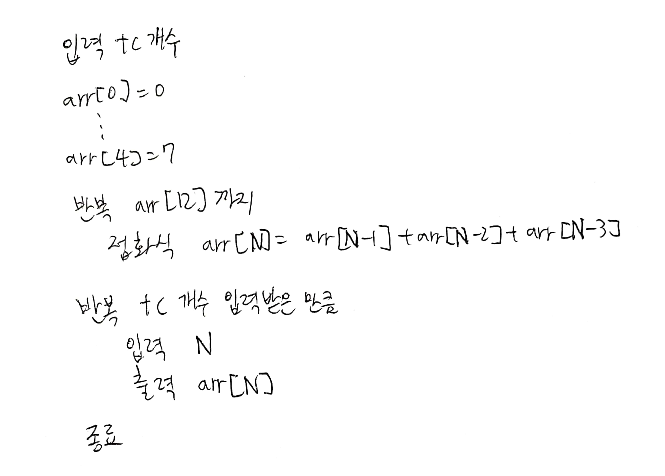 입력 tc 개수
arr[0]=0
⋮
arr[4]=7
반복 arr[12] 까지
점화식 arr[N]= arr[N-1]+arr[N-2]+arr[N-3]
반복 tc 개수 입력받은 만큼
입력 N
출력 arr[N]
종료